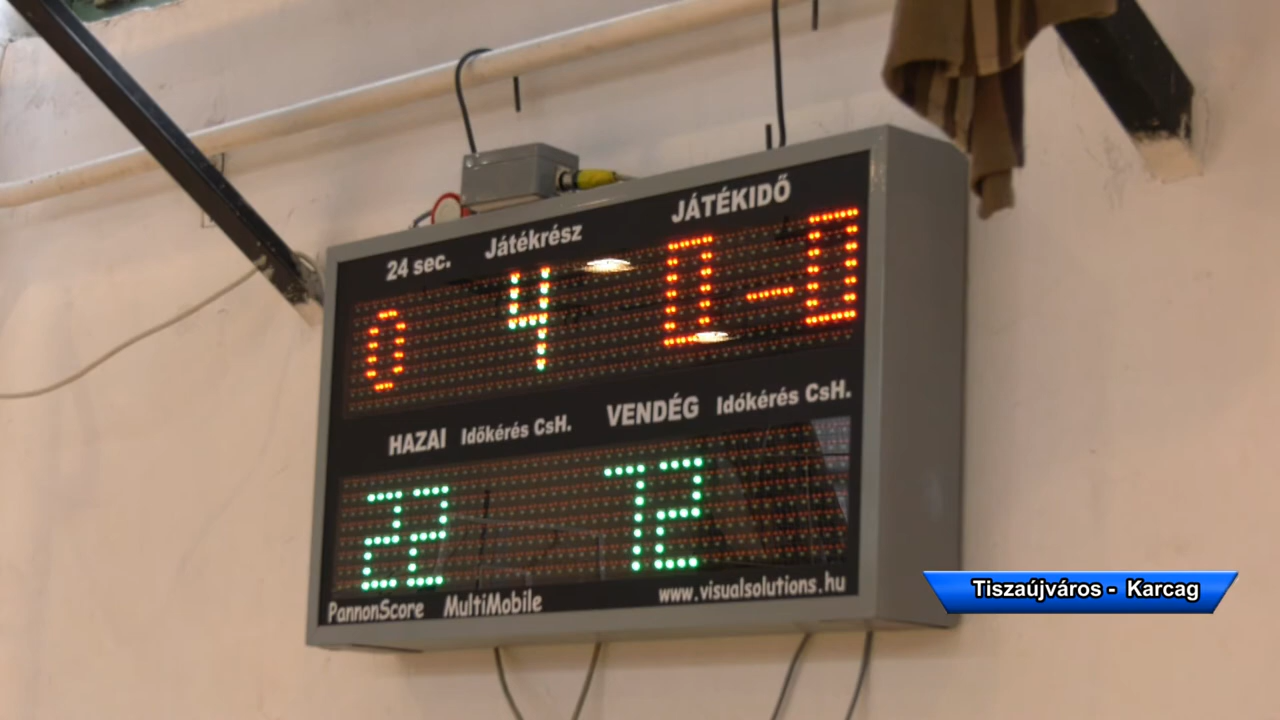 24 sec. Játékrész JÁTÉKIDŐ
0 4 0-0
HAZAI Időkérés CsH. VENDÉG Időkérés CsH.
22 72
PannonScore MultiMobile www.visualsolutions.hu
Tiszaújváros - Karcag